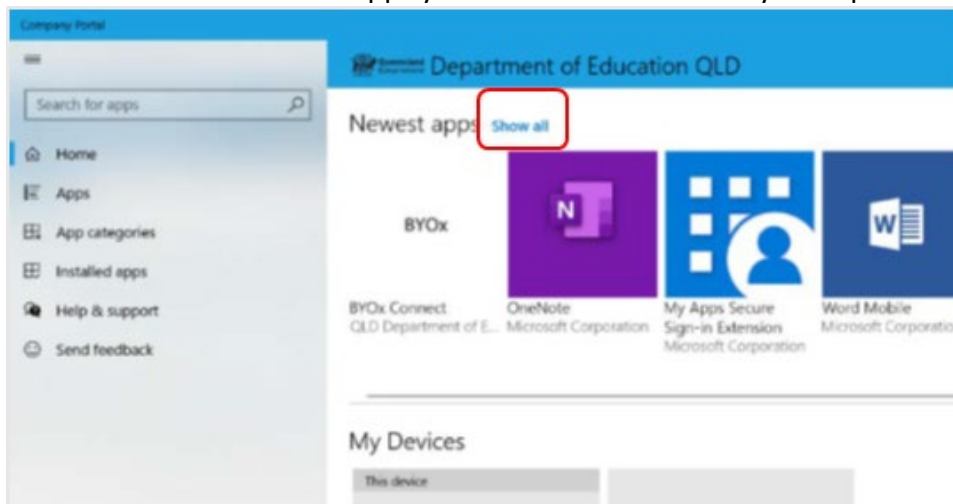 Company Portal
Department of Education QLD
Search for apps
Newest apps Show all
Home
Apps
App categories
Installed apps
Help & support
Send feedback
BYOx
N
W
BYOx Connect
QLD Department of E...
OneNote
Microsoft Corporation
My Apps Secure
Sign-in Extension
Microsoft Corporation
Word Mobile
Microsoft Corporatio
My Devices
This device